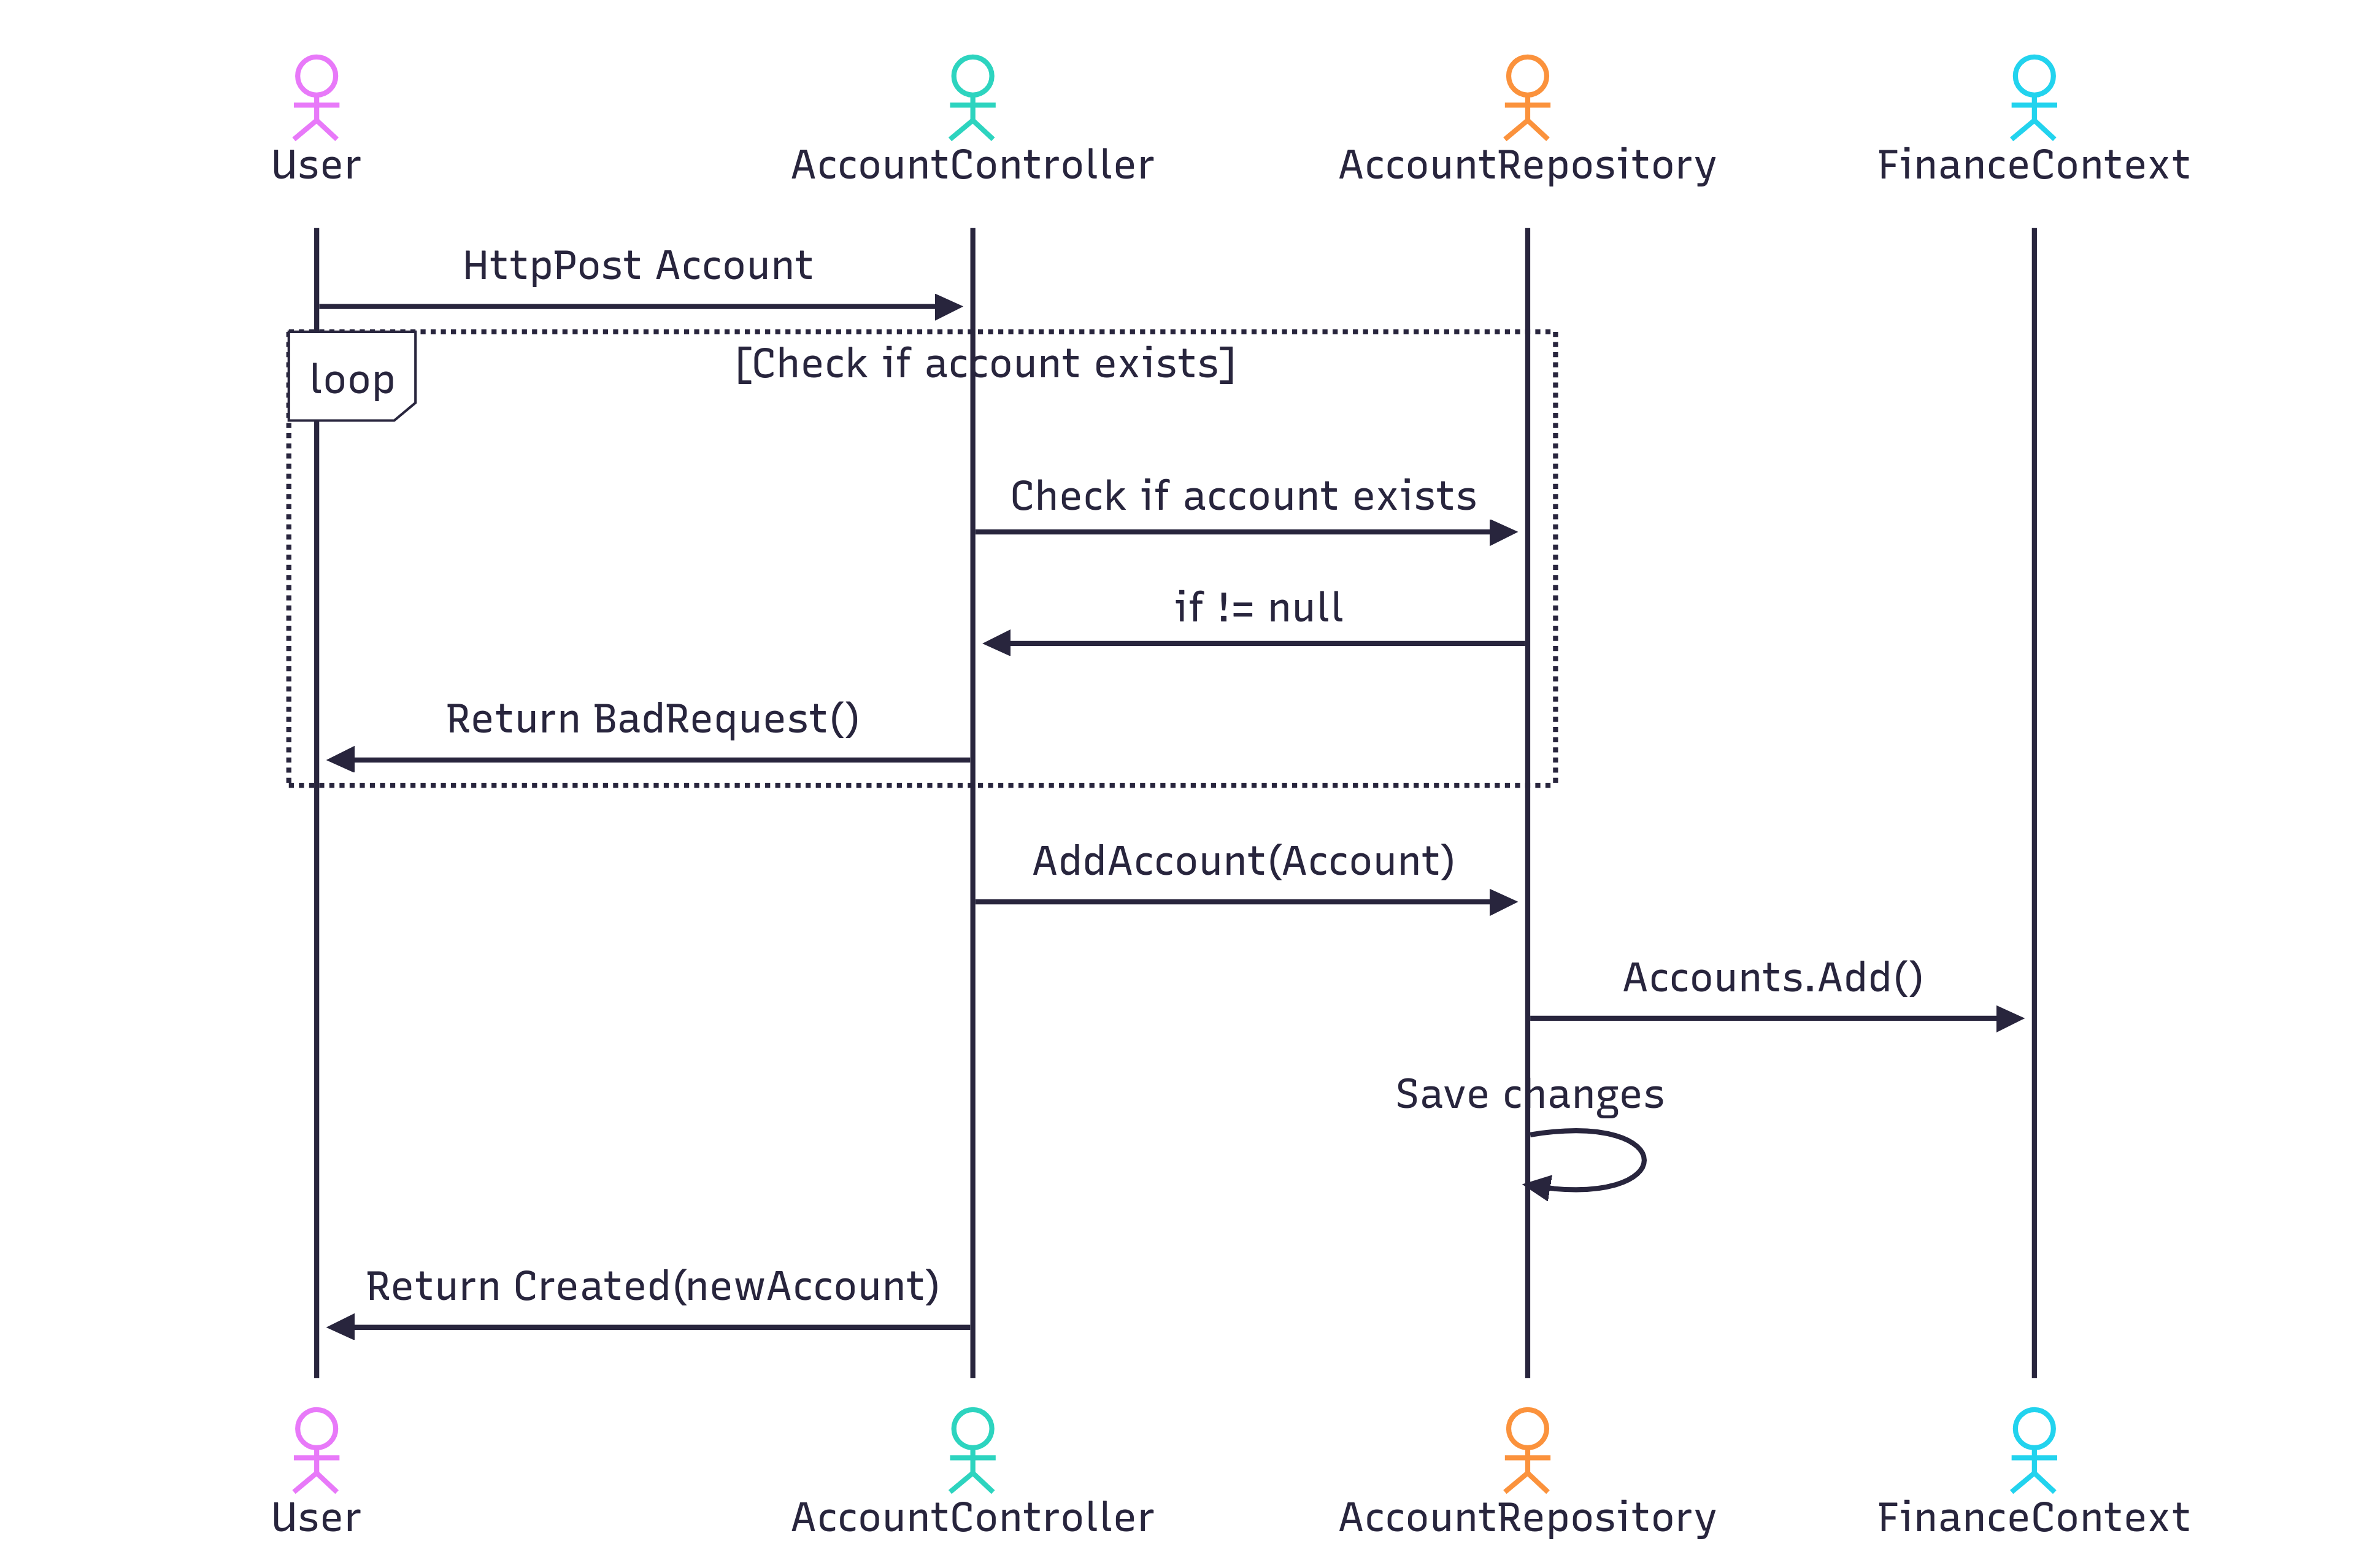 User
AccountController
AccountRepository
FinanceContext
HttpPost Account
loop
[Check if account exists]
Check if account exists
if != null
Return BadRequest()
AddAccount(Account)
Accounts.Add()
Save changes
Return Created(newAccount)
User
AccountController
AccountRepository
FinanceContext